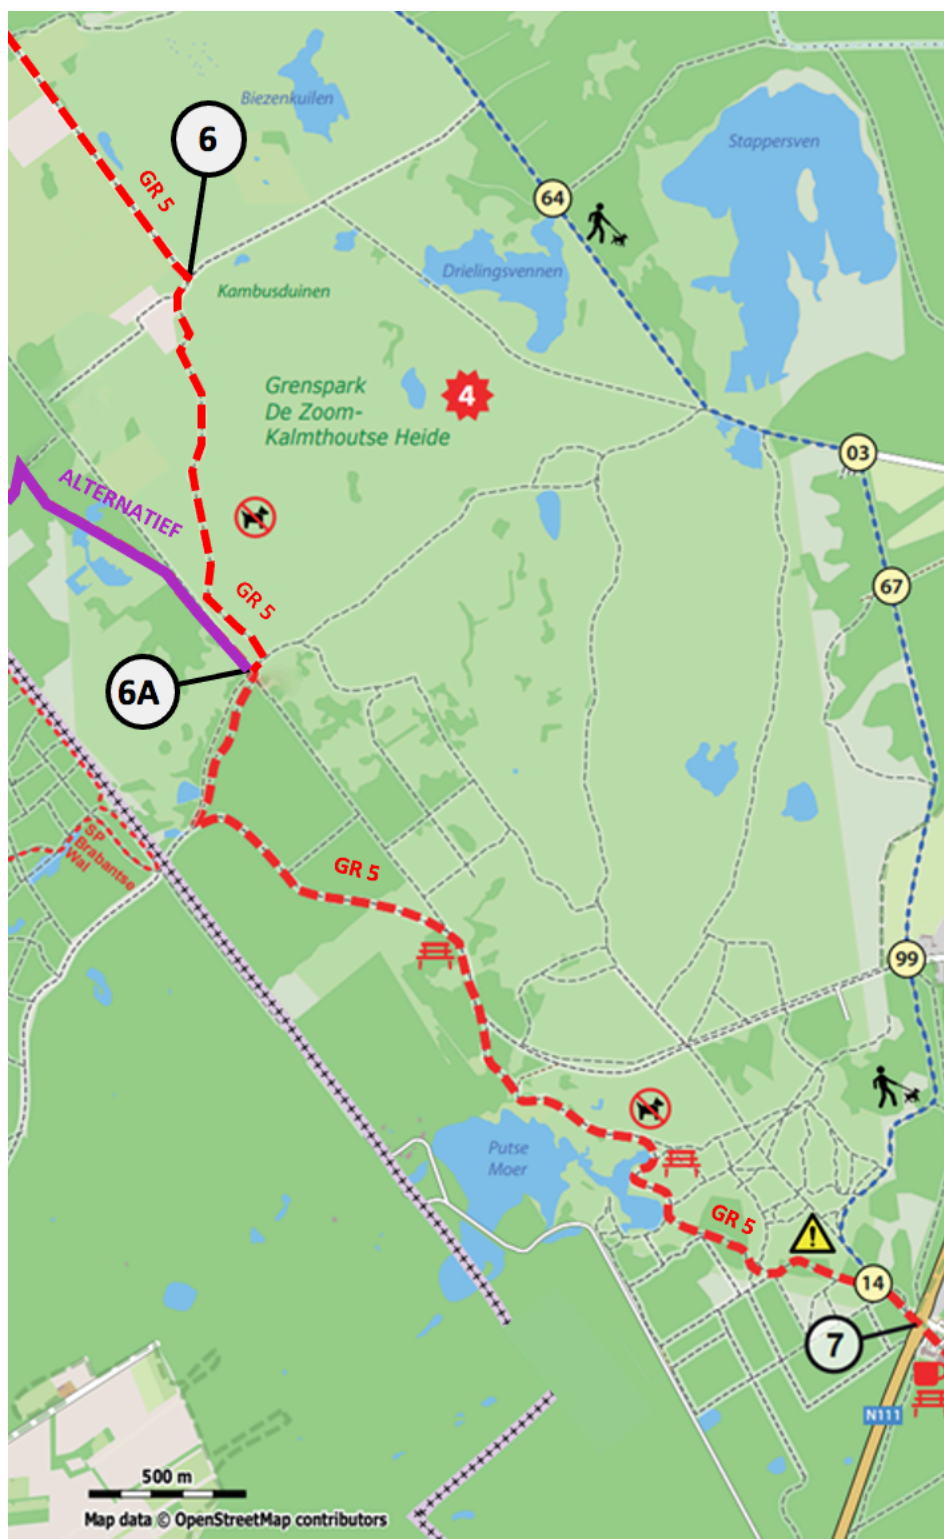 Biezenkuilen
6
Stappersven
GR 5
64
Drielingsvennen
Kambusduinen
Grenspark
De Zoom-
Kalmthoutse Heide
4
03
ALTERNATIEF
67
GR 5
6A
SP
Brabantse
Wal
GR 5
99
Putse
Moer
GR 5
14
7
N111
500 m
Map data © OpenStreetMap contributors